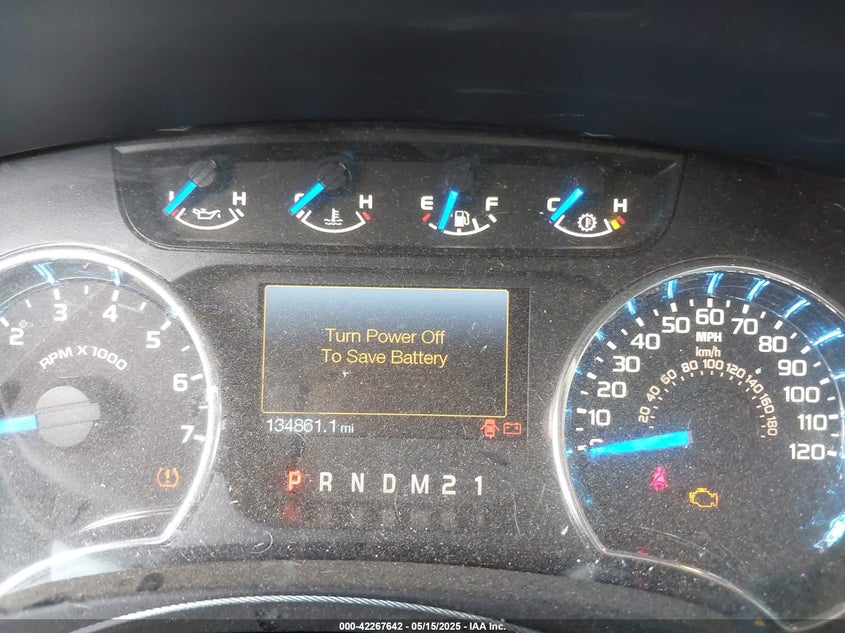 L H
C H
E F
C H
2 3 4 5 6 7
RPM X 1000
Turn Power Off
To Save Battery
134861.1 mi
P R N D M 2 1
0 10 20 30 40 50 60 70 80 90 100 110 120
MPH
km/h
20 40 60 80 100 120 140 160 180
000-42267642 - 05/15/2025 - IAA Inc.